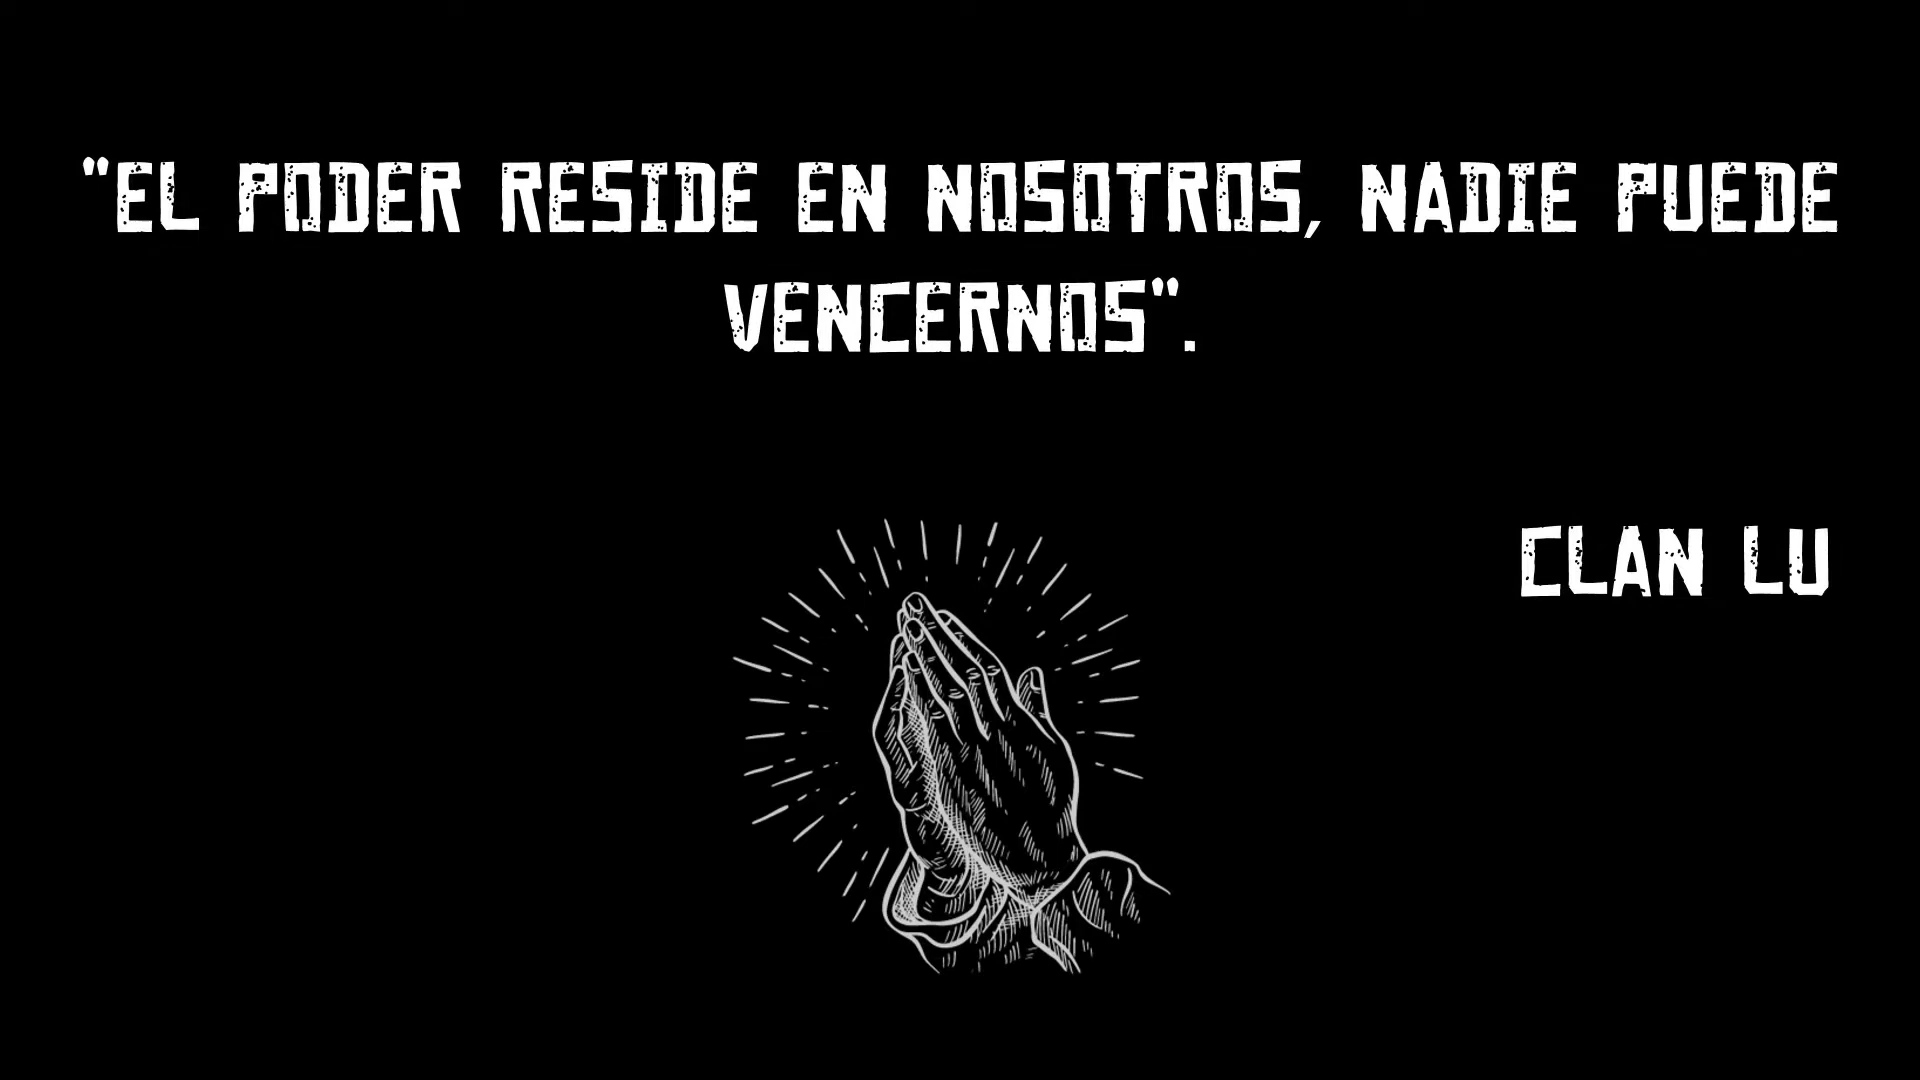 "EL PODER RESIDE EN NOSOTROS, NADIE PUEDE
VENCERNOS".
CLAN LU